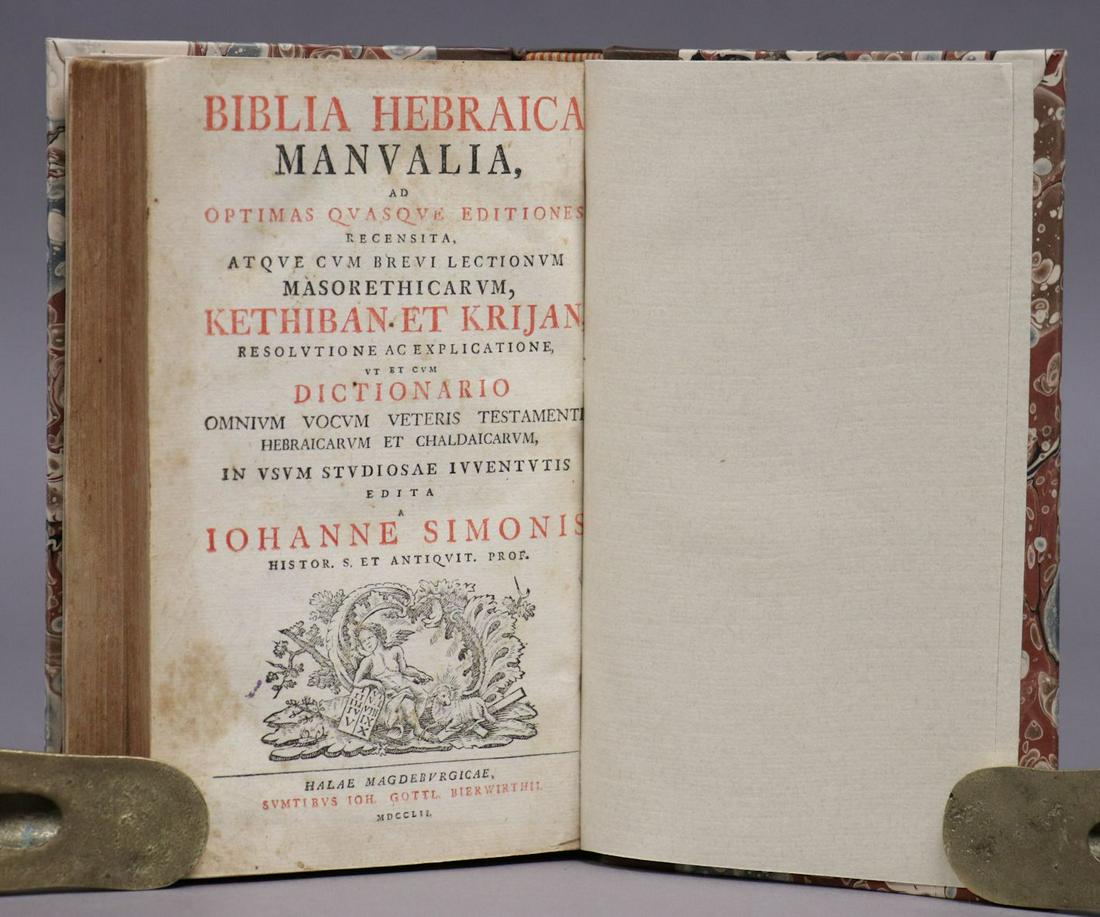 BIBLIA HEBRAICA
MANVALIA,
AD
OPTIMAS QVASQVE EDITIONES
RECENSITA,
ATQVE CVM BREVI LECTIONVM
MASORETHICARVM,
KETHIBAN ET KRIJAN
RESOLVTIONE AC EXPLICATIONE,
VT ET CVM
DICTIONARIO
OMNIVM VOCVM VETERIS TESTAMENTI
HEBRAICARVM ET CHALDAICARVM,
IN VSVM STVDIOSAE IVVENTVTIS
EDITA
A
IOHANNE SIMONIS
HISTOR. S. ET ANTIQVIT. PROF.
HALAE MAGDEBVRGICAE,
SVMTIBVS IOH. GOTTL. BIERWIRTHII.
MDCCLII.